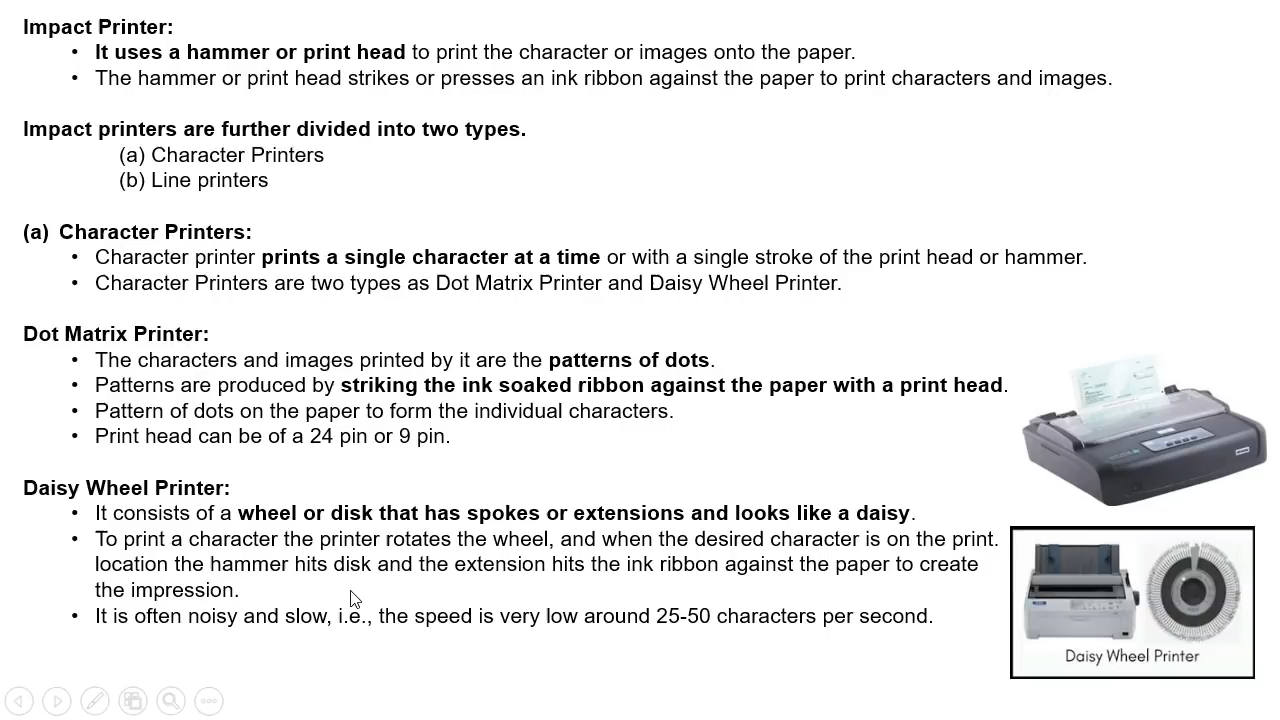 Impact Printer:
• It uses a hammer or print head to print the character or images onto the paper.
• The hammer or print head strikes or presses an ink ribbon against the paper to print characters and images.
Impact printers are further divided into two types.
(a) Character Printers
(b) Line printers
(a) Character Printers:
• Character printer prints a single character at a time or with a single stroke of the print head or hammer.
• Character Printers are two types as Dot Matrix Printer and Daisy Wheel Printer.
Dot Matrix Printer:
• The characters and images printed by it are the patterns of dots.
• Patterns are produced by striking the ink soaked ribbon against the paper with a print head.
• Pattern of dots on the paper to form the individual characters.
• Print head can be of a 24 pin or 9 pin.
Daisy Wheel Printer:
• It consists of a wheel or disk that has spokes or extensions and looks like a daisy.
• To print a character the printer rotates the wheel, and when the desired character is on the print.
location the hammer hits disk and the extension hits the ink ribbon against the paper to create
the impression.
• It is often noisy and slow, i.e., the speed is very low around 25-50 characters per second.
Daisy Wheel Printer